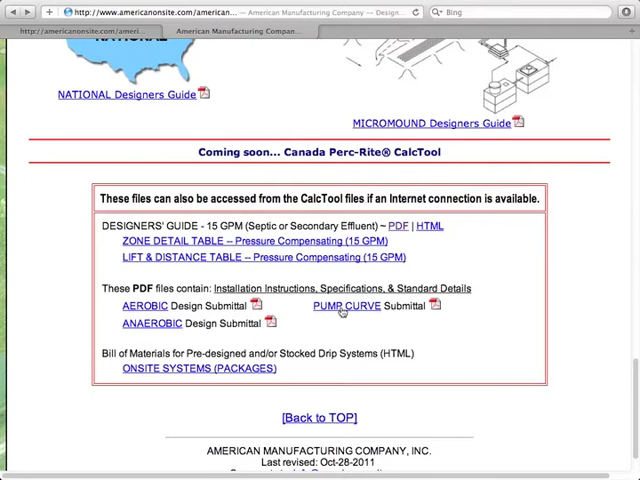 http://www.americanonsite.com/american... — American Manufacturing Company — Design Specifications
Bing
http://americanonsite.com/ameri...
American Manufacturing Compan...
NATIONAL
NATIONAL Designers Guide
MICROMOUND Designers Guide
Coming soon... Canada Perc-Rite® CalcTool
These files can also be accessed from the CalcTool files if an Internet connection is available.
DESIGNERS' GUIDE - 15 GPM (Septic or Secondary Effluent) ~ PDF | HTML
ZONE DETAIL TABLE -- Pressure Compensating (15 GPM)
LIFT & DISTANCE TABLE -- Pressure Compensating (15 GPM)
These PDF files contain: Installation Instructions, Specifications, & Standard Details
AEROBIC Design Submittal
PUMP CURVE Submittal
ANAEROBIC Design Submittal
Bill of Materials for Pre-designed and/or Stocked Drip Systems (HTML)
ONSITE SYSTEMS (PACKAGES)
[Back to TOP]
AMERICAN MANUFACTURING COMPANY, INC.
Last revised: Oct-28-2011